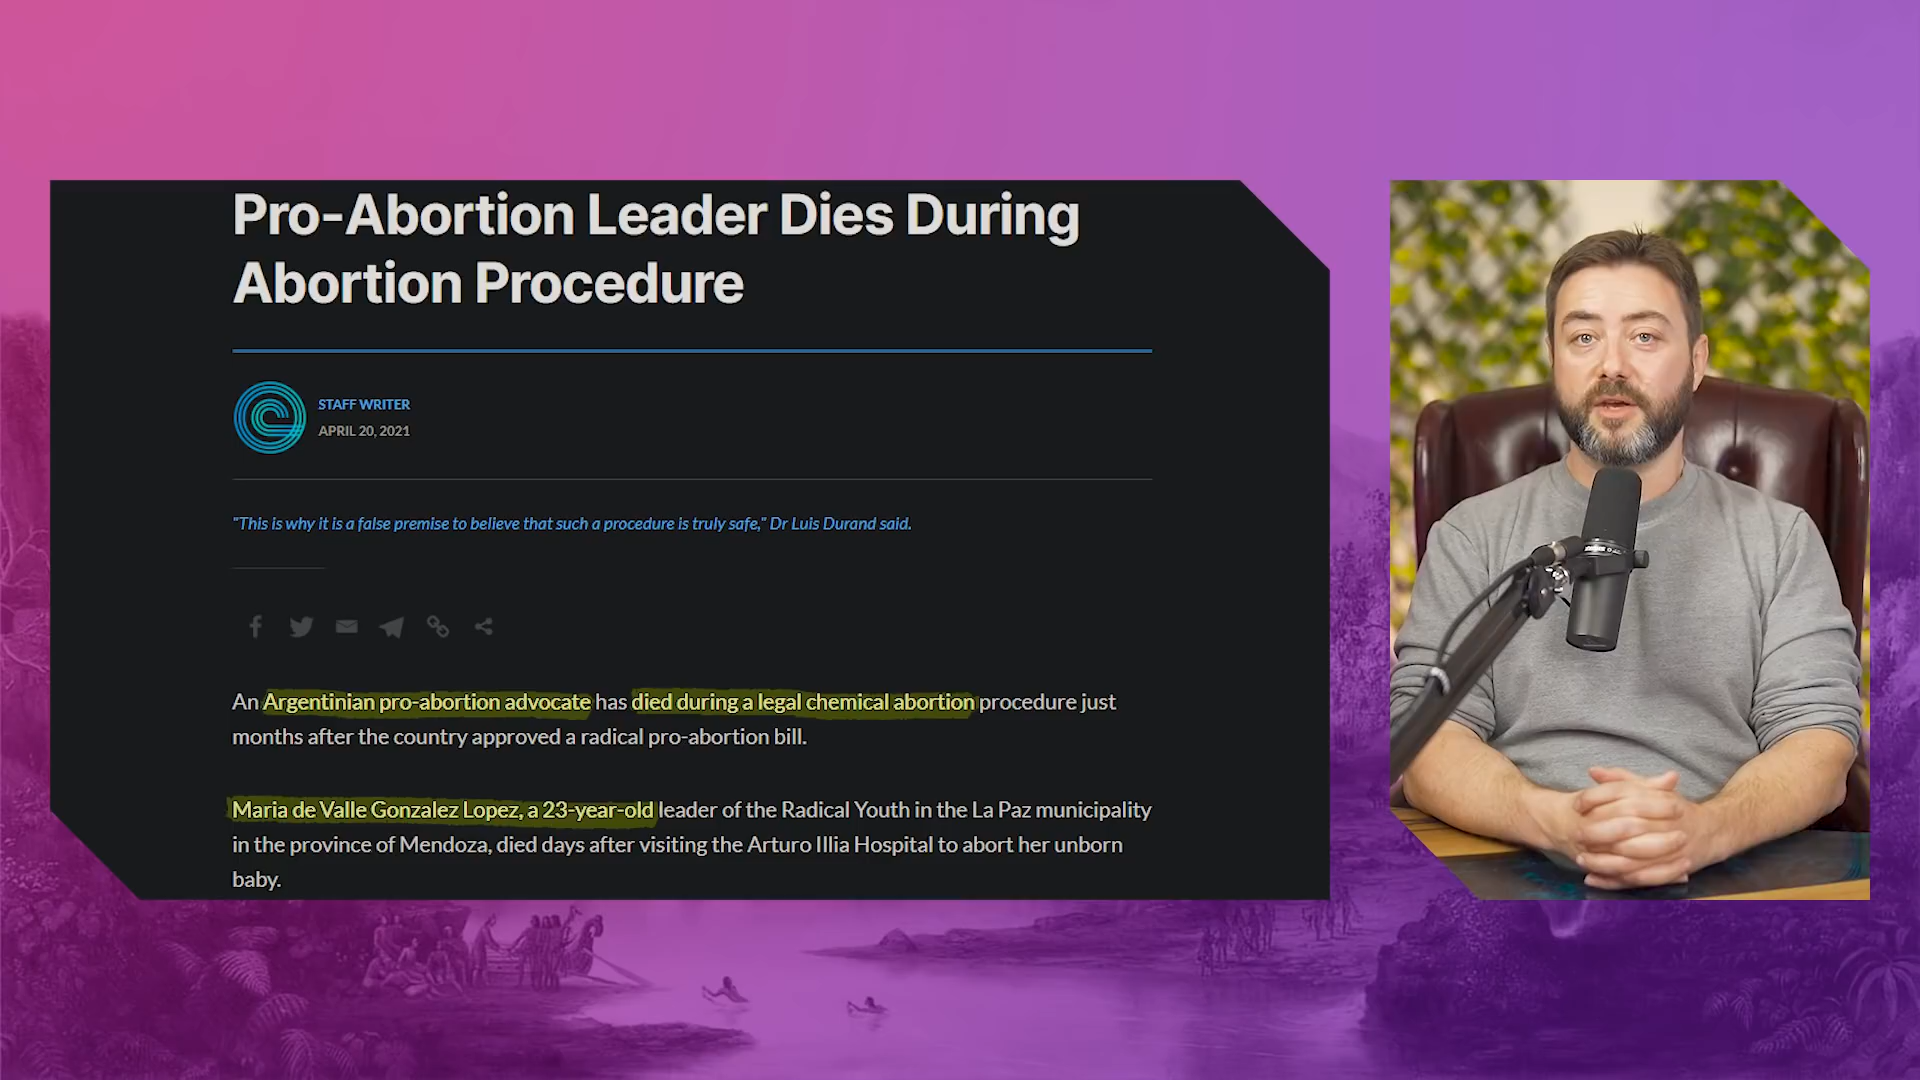 Pro-Abortion Leader Dies During
Abortion Procedure
STAFF WRITER
APRIL 20, 2021
"This is why it is a false premise to believe that such a procedure is truly safe," Dr Luis Durand said.
An Argentinian pro-abortion advocate has died during a legal chemical abortion procedure just
months after the country approved a radical pro-abortion bill.
Maria de Valle Gonzalez Lopez, a 23-year-old leader of the Radical Youth in the La Paz municipality
in the province of Mendoza, died days after visiting the Arturo Illia Hospital to abort her unborn
baby.